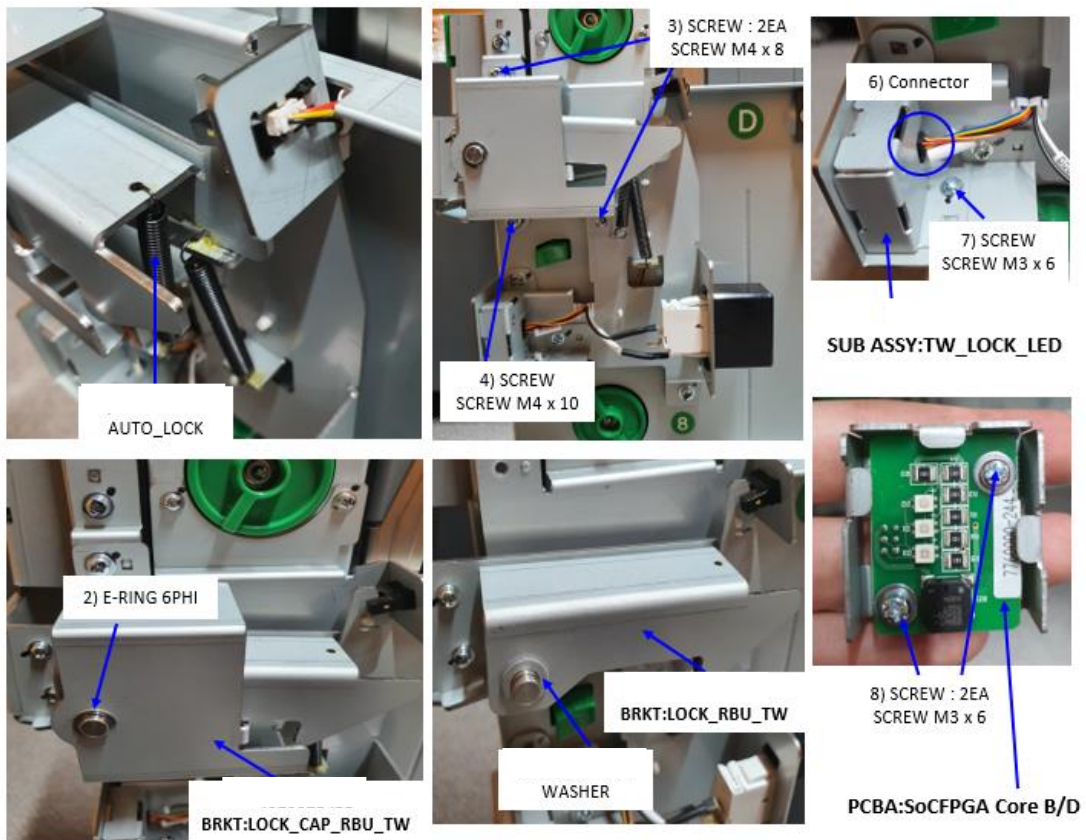 AUTO_LOCK
3) SCREW : 2EA
SCREW M4 x 8
D
4) SCREW
SCREW M4 x 10
8
6) Connector
7) SCREW
SCREW M3 x 6
SUB ASSY:TW_LOCK_LED
2) E-RING 6PHI
BRKT:LOCK_CAP_RBU_TW
BRKT:LOCK_RBU_TW
WASHER
8) SCREW : 2EA
SCREW M3 x 6
PCBA:SoCFPGA Core B/D